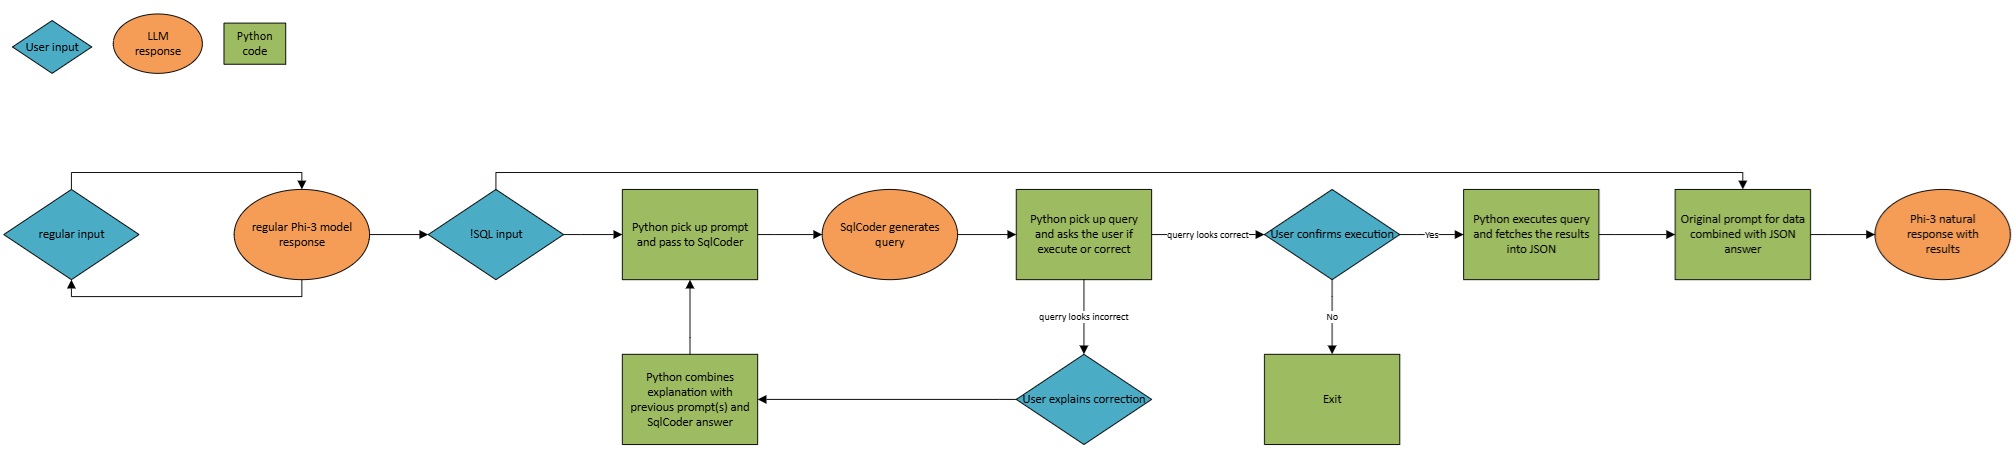 User input
LLM
response
Python
code
regular input
regular Phi-3 model
response
!SQL input
Python pick up prompt
and pass to SqlCoder
SqlCoder generates
query
Python pick up query
and asks the user if
execute or correct
querry looks correct
User confirms execution
Yes
Python executes query
and fetches the results
into JSON
Original prompt for data
combined with JSON
answer
Phi-3 natural
response with
results
querry looks incorrect
No
Python combines
explanation with
previous prompt(s) and
SqlCoder answer
User explains correction
Exit